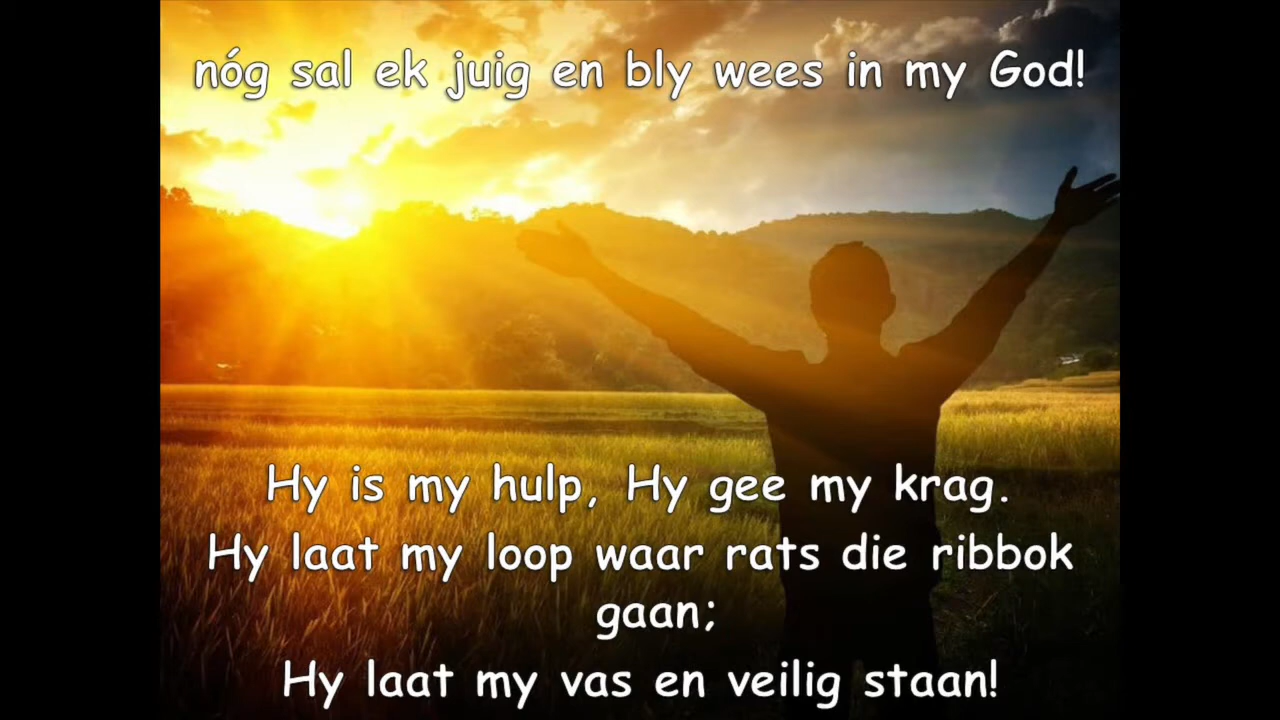 nóg sal ek juig en bly wees in my God!
Hy is my hulp, Hy gee my krag.
Hy laat my loop waar rats die ribbok
gaan;
Hy laat my vas en veilig staan!